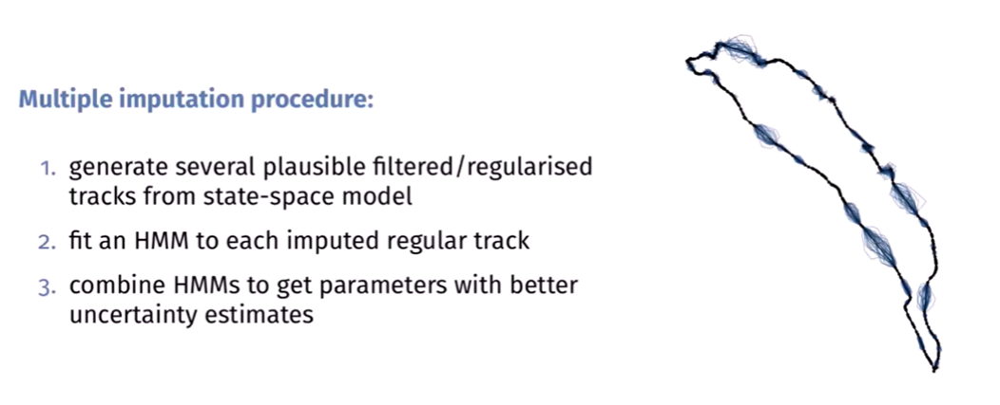 Multiple imputation procedure:
1. generate several plausible filtered/regularised
tracks from state-space model
2. fit an HMM to each imputed regular track
3. combine HMMs to get parameters with better
uncertainty estimates